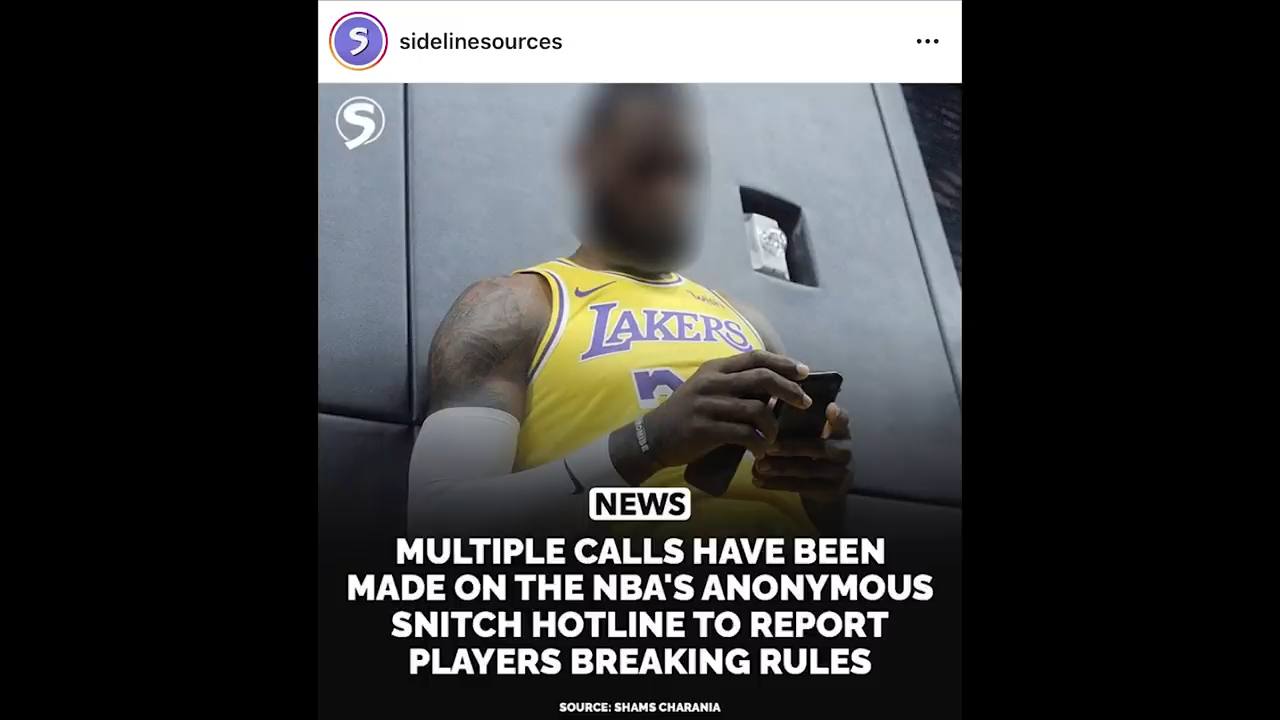 sidelinesources
LAKERS
NEWS
MULTIPLE CALLS HAVE BEEN
MADE ON THE NBA'S ANONYMOUS
SNITCH HOTLINE TO REPORT
PLAYERS BREAKING RULES
SOURCE: SHAMS CHARANIA